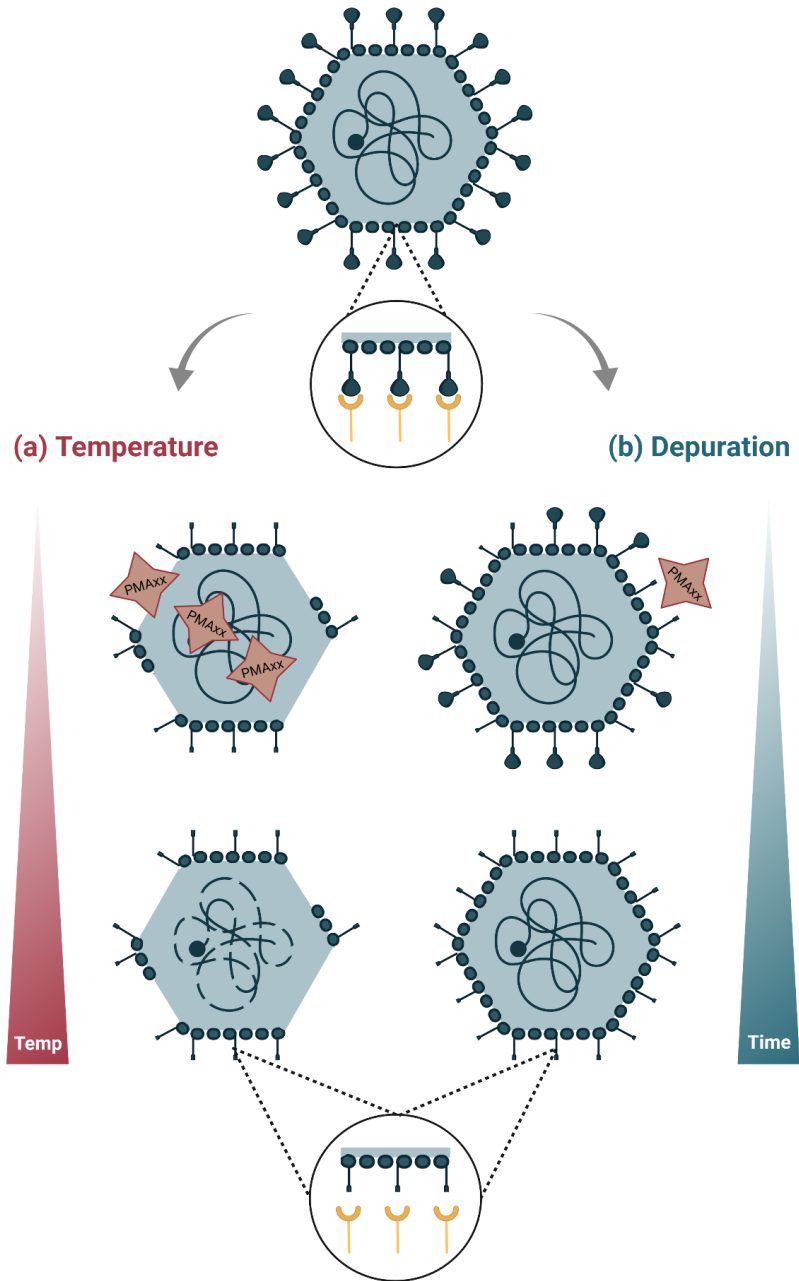 (a) Temperature
(b) Depuration
PMAxx
PMAxx
PMAxx
PMAxx
Temp
Time